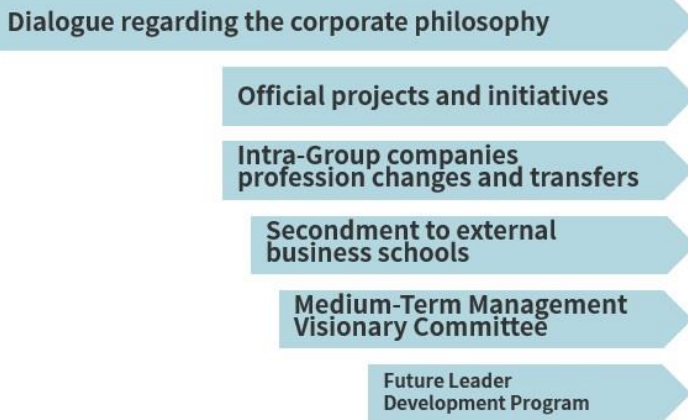 Dialogue regarding the corporate philosophy
Official projects and initiatives
Intra-Group companies
profession changes and transfers
Secondment to external
business schools
Medium-Term Management
Visionary Committee
Future Leader
Development Program